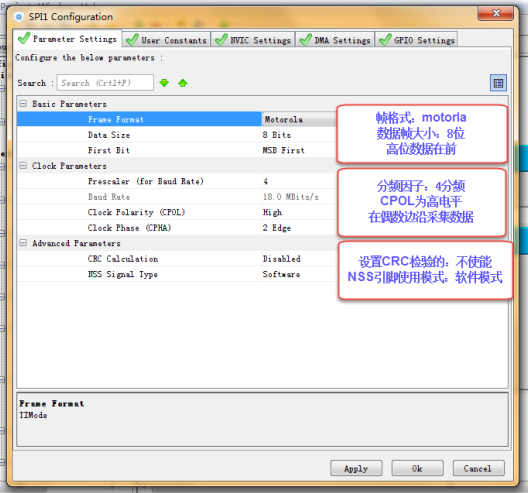 SPI1 Configuration
Parameter Settings User Constants NVIC Settings DMA Settings GPIO Settings
Configure the below parameters :
Search : Search (Crtl+F)
Basic Parameters
Frame Format Motorola
Data Size 8 Bits
First Bit MSB First
帧格式：motorla
数据帧大小：8位
高位数据在前
Clock Parameters
Prescaler (for Baud Rate) 4
Baud Rate 18.0 MBits/s
Clock Polarity (CPOL) High
Clock Phase (CPHA) 2 Edge
分频因子：4分频
CPOL为高电平
在偶数边沿采集数据
Advanced Parameters
CRC Calculation Disabled
NSS Signal Type Software
设置CRC检验的：不使能
NSS引脚使用模式：软件模式
Frame Format
TIMode
Apply Ok Cancel